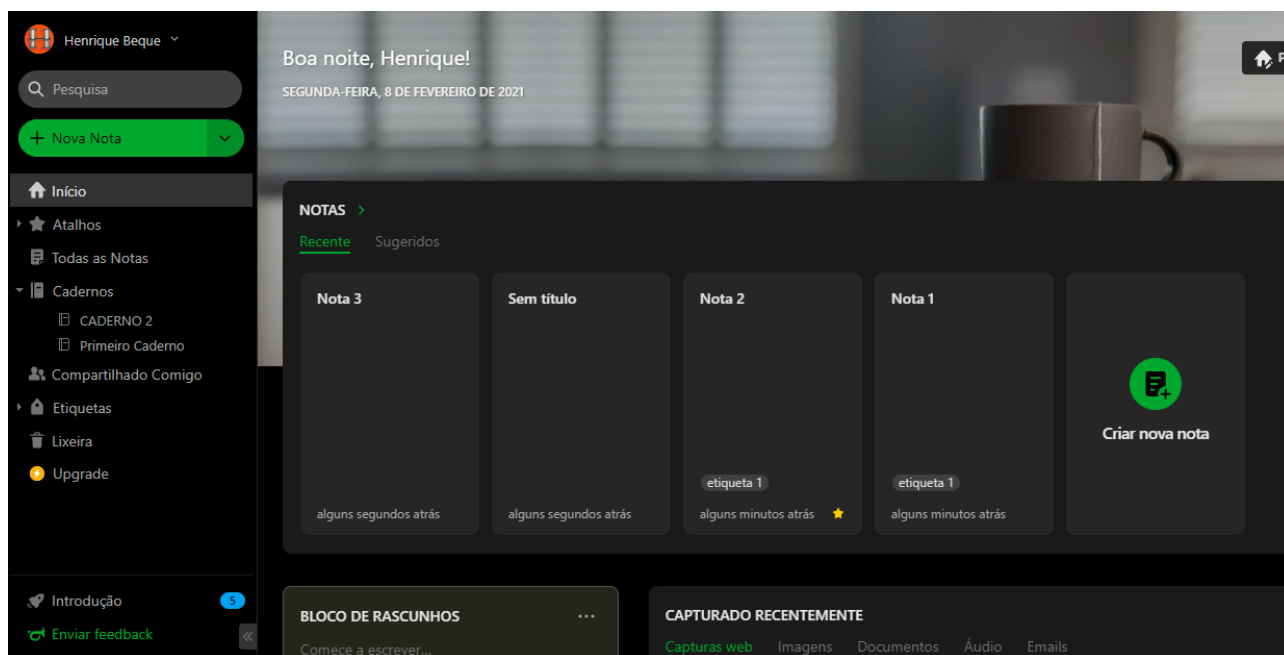 Henrique Beque
Pesquisa
Nova Nota
Início
Atalhos
Todas as Notas
Cadernos
CADERNO 2
Primeiro Caderno
Compartilhado Comigo
Etiquetas
Lixeira
Upgrade
Introdução 5
Enviar feedback
Boa noite, Henrique!
SEGUNDA-FEIRA, 8 DE FEVEREIRO DE 2021
P
NOTAS
Recente Sugeridos
Nota 3 Sem título Nota 2 Nota 1
Criar nova nota
etiqueta 1 etiqueta 1
alguns segundos atrás alguns segundos atrás alguns minutos atrás alguns minutos atrás
BLOCO DE RASCUNHOS
Comece a escrever...
CAPTURADO RECENTEMENTE
Capturas web Imagens Documentos Áudio Emails